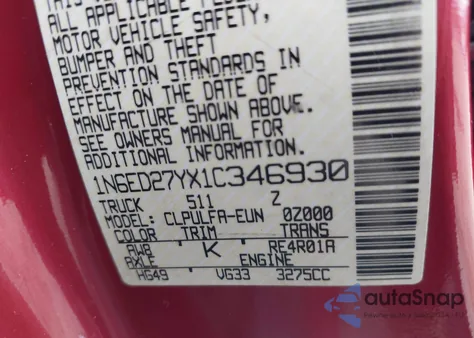 ALL APPLICABLE
MOTOR VEHICLE SAFETY,
BUMPER AND THEFT
PREVENTION STANDARDS IN
EFFECT ON THE DATE OF
MANUFACTURE SHOWN ABOVE.
SEE OWNERS MANUAL FOR
ADDITIONAL INFORMATION.
1N6ED27YX1C346930
TRUCK 511 Z
MODEL: CLPULFA-EUN 0Z000
COLOR TRIM TRANS
AW8 K RE4R01A
AXLE ENGINE
HG49 VG33 3275CC
autoSnap